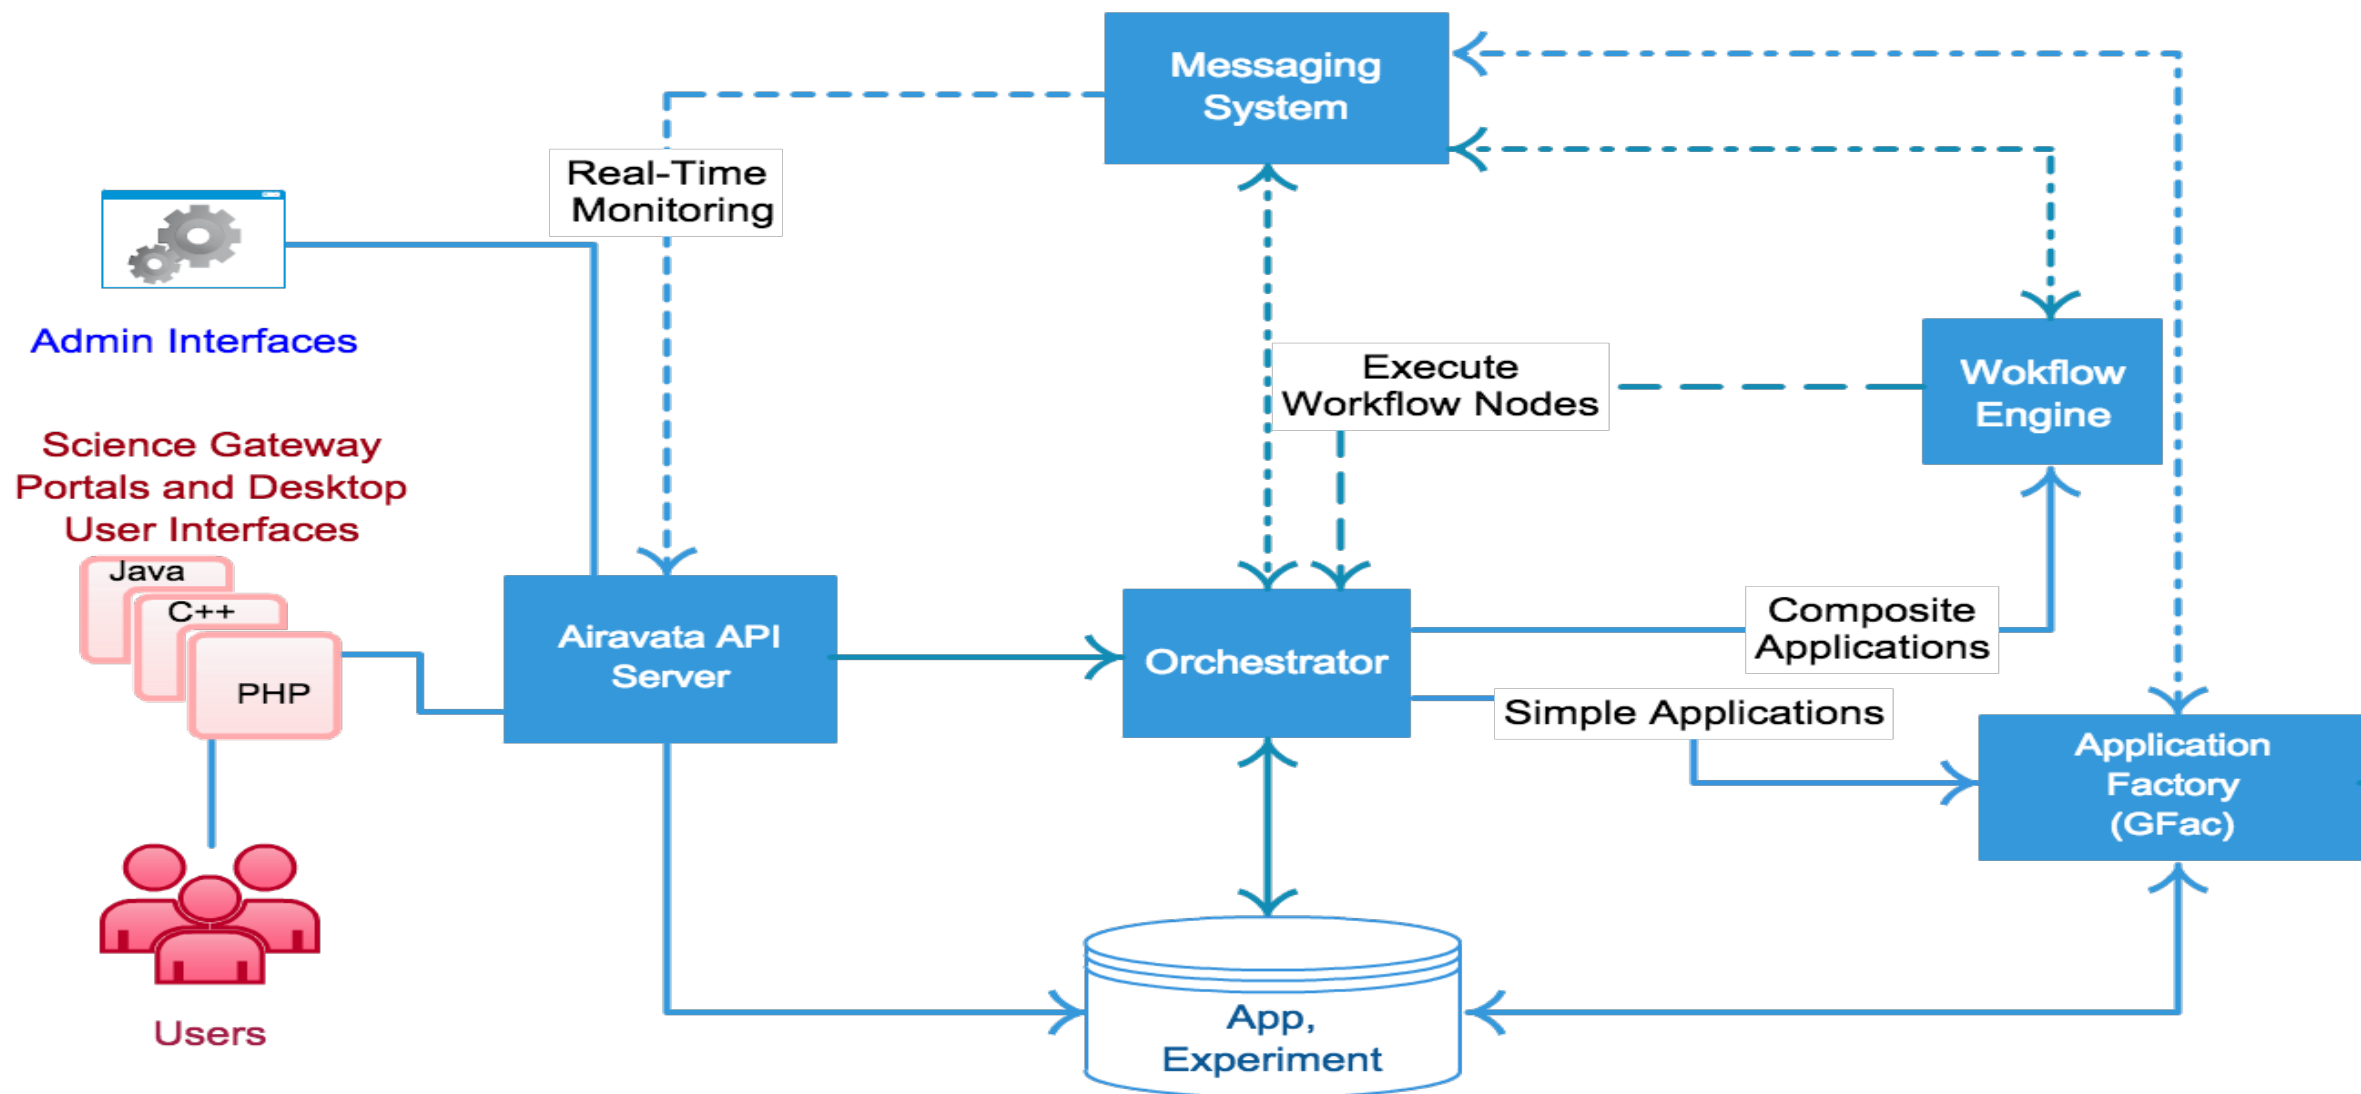 Messaging
System
Real-Time
Monitoring
Admin Interfaces
Execute
Workflow Nodes
Wokflow
Engine
Science Gateway
Portals and Desktop
User Interfaces
Java
C++
PHP
Airavata API
Server
Orchestrator
Composite
Applications
Simple Applications
Application
Factory
(GFac)
Users
App,
Experiment